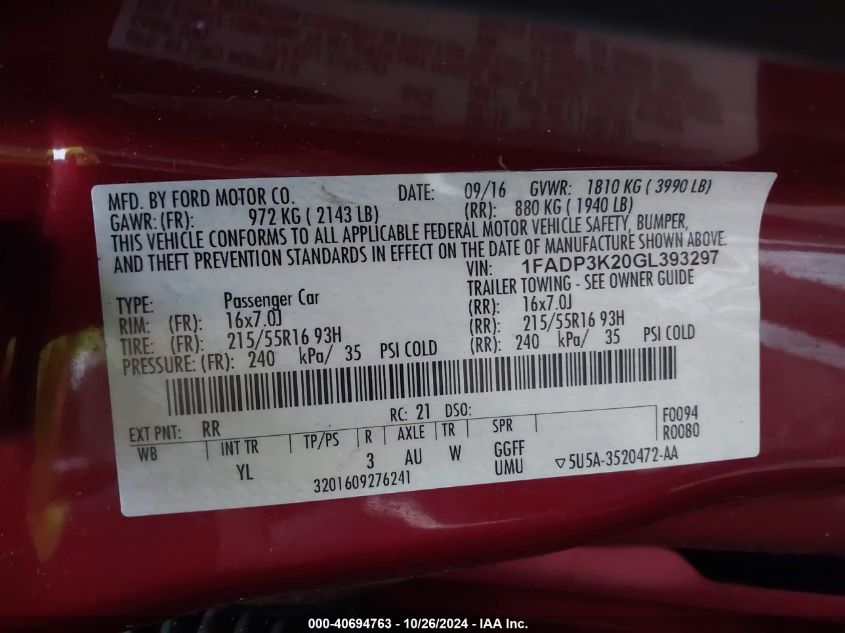 MFD. BY FORD MOTOR CO. DATE: 09/16 GVWR: 1810 KG ( 3990 LB)
GAWR: (FR): 972 KG ( 2143 LB) (RR): 880 KG ( 1940 LB)
THIS VEHICLE CONFORMS TO ALL APPLICABLE FEDERAL MOTOR VEHICLE SAFETY, BUMPER,
AND THEFT PREVENTION STANDARDS IN EFFECT ON THE DATE OF MANUFACTURE SHOWN ABOVE.
VIN: 1FADP3K20GL393297
TYPE: Passenger Car TRAILER TOWING - SEE OWNER GUIDE
RIM: (FR): 16x7.0J (RR): 16x7.0J
TIRE: (FR): 215/55R16 93H (RR): 215/55R16 93H
PRESSURE: (FR): 240 kPa/ 35 PSI COLD (RR): 240 kPa/ 35 PSI COLD
EXT PNT: RR RC: 21 DSO: F0094
WB INT TR TP/PS R AXLE TR SPR R0080
YL 3 AU W GGFF
UMU ▽5U5A-3520472-AA
3201609276241
000-40694763 - 10/26/2024 - IAA Inc.